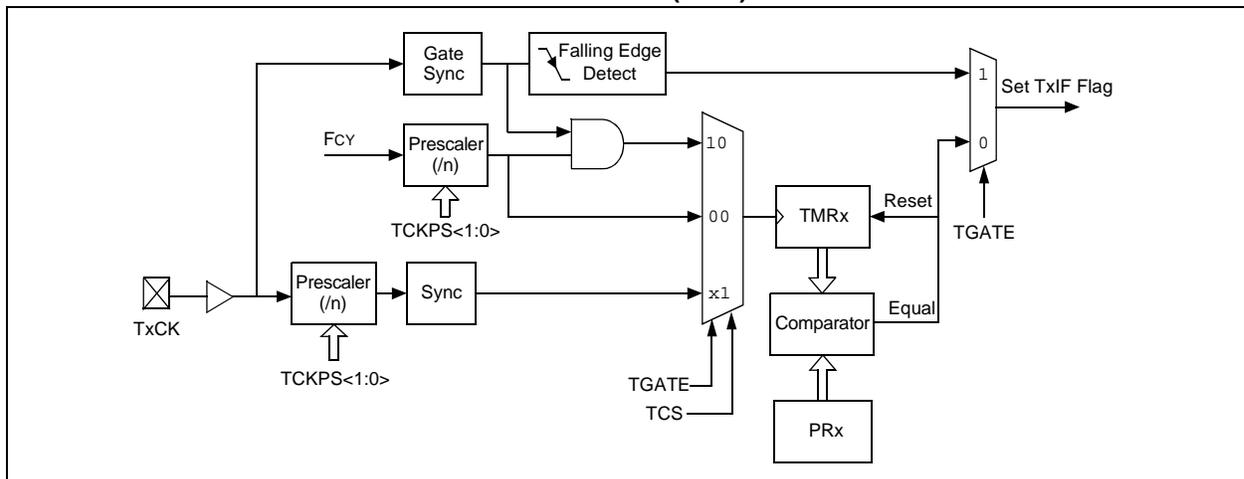 Gate
Sync
Falling Edge
Detect
1
Set TxIF Flag
FCY
Prescaler
(/n)
10
0
TCKPS<1:0>
00
TMRx
Reset
TGATE
Prescaler
(/n)
Sync
x1
TxCK
Comparator
Equal
TCKPS<1:0>
TGATE
TCS
PRx